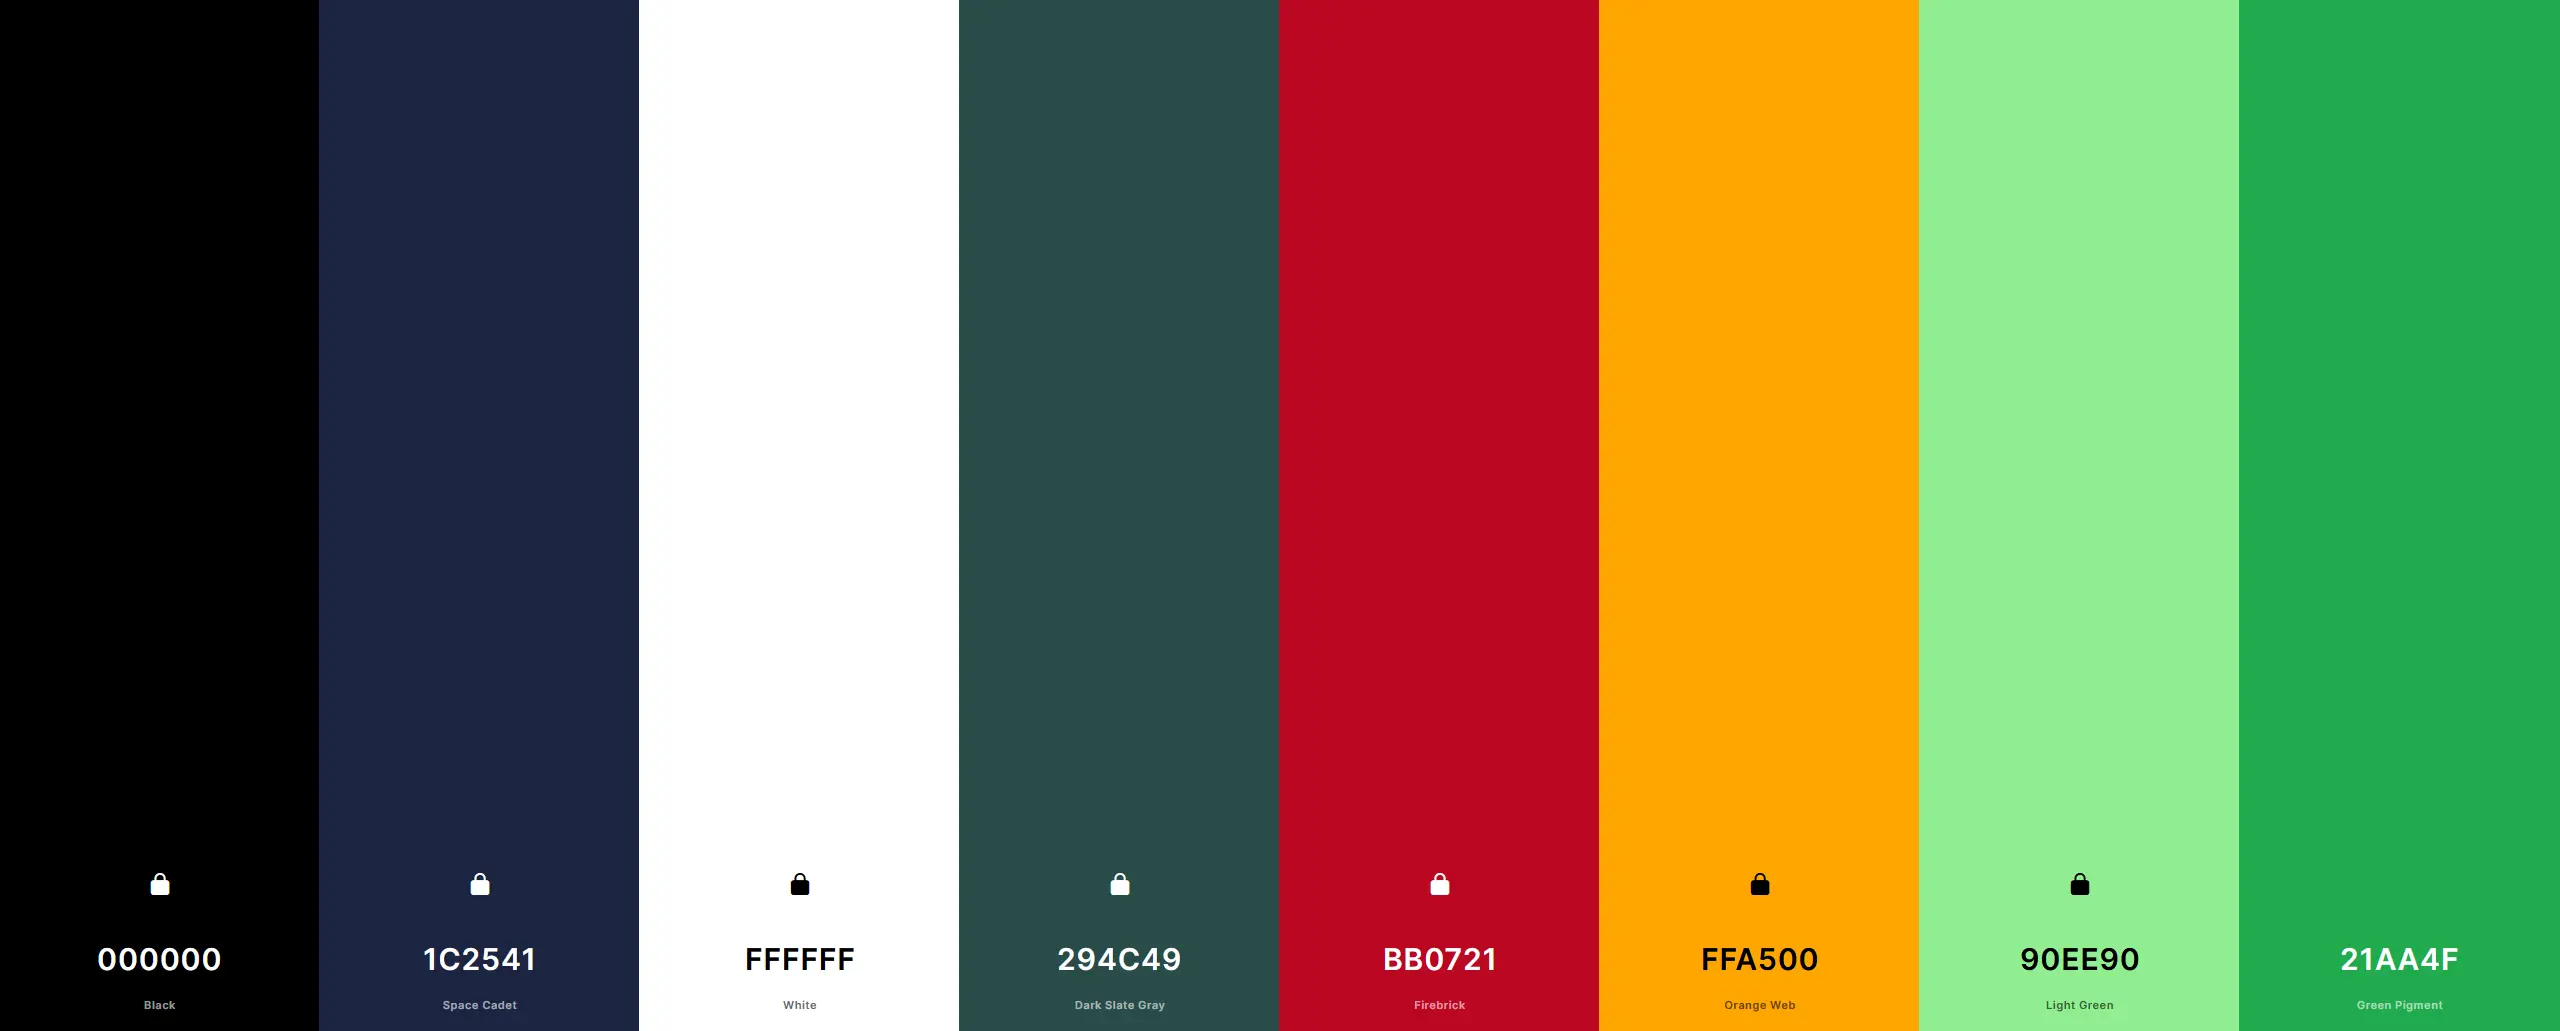 000000
Black
1C2541
Space Cadet
FFFFFF
White
294C49
Dark Slate Gray
BB0721
Firebrick
FFA500
Orange Web
90EE90
Light Green
21AA4F
Green Pigment